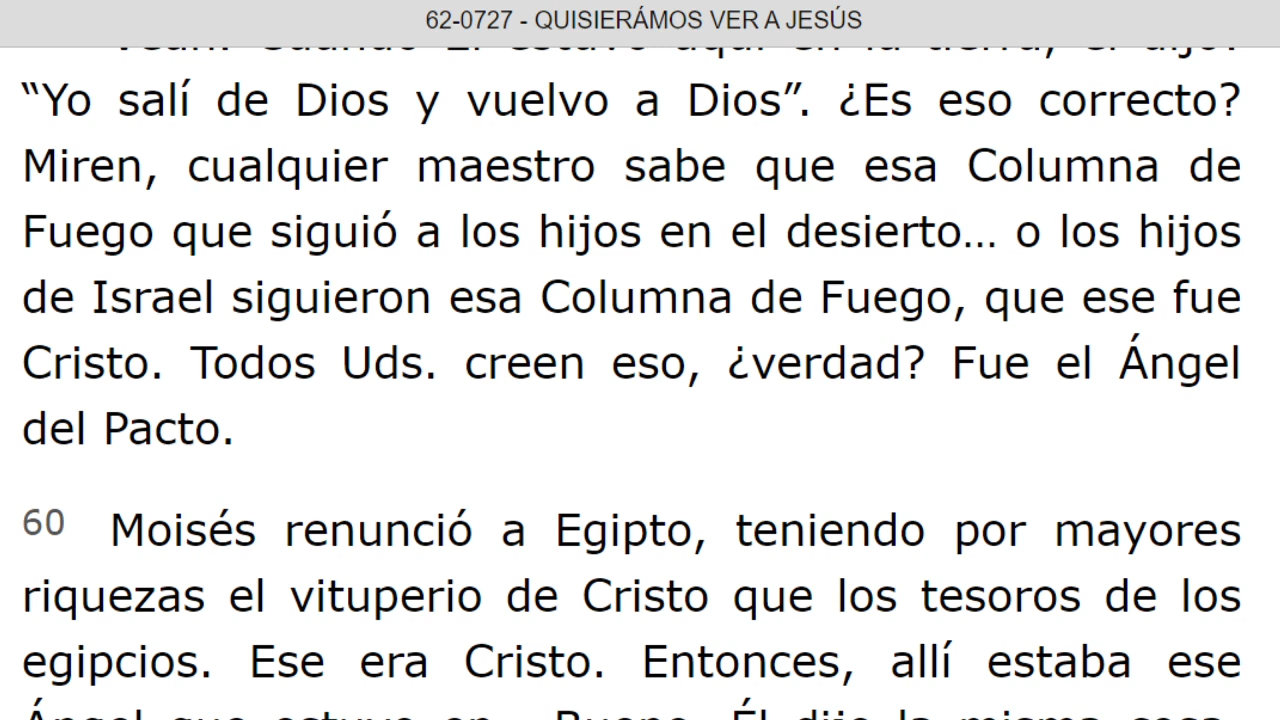 62-0727 - QUISIERÁMOS VER A JESÚS
“Yo salí de Dios y vuelvo a Dios”. ¿Es eso correcto?
Miren, cualquier maestro sabe que esa Columna de
Fuego que siguió a los hijos en el desierto… o los hijos
de Israel siguieron esa Columna de Fuego, que ese fue
Cristo. Todos Uds. creen eso, ¿verdad? Fue el Ángel
del Pacto.
60 Moisés renunció a Egipto, teniendo por mayores
riquezas el vituperio de Cristo que los tesoros de los
egipcios. Ese era Cristo. Entonces, allí estaba ese